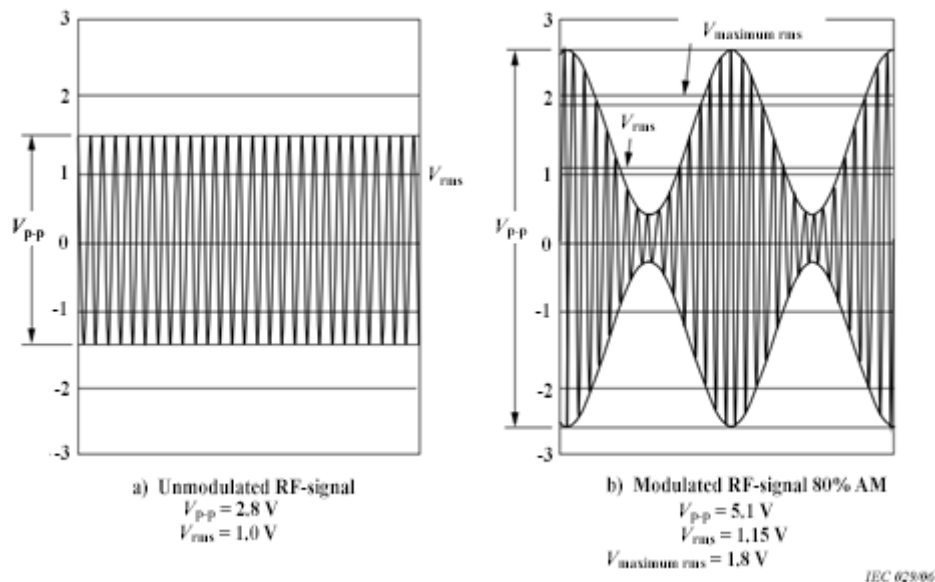 3
2
1
0
-1
-2
-3
Vp-p
Vrms
a) Unmodulated RF-signal
Vp-p = 2.8 V
Vrms = 1.0 V
3
2
1
0
-1
-2
-3
Vp-p
Vmaximum rms
Vrms
b) Modulated RF-signal 80% AM
Vp-p = 5.1 V
Vrms = 1.15 V
Vmaximum rms = 1.8 V
IEC 029/06